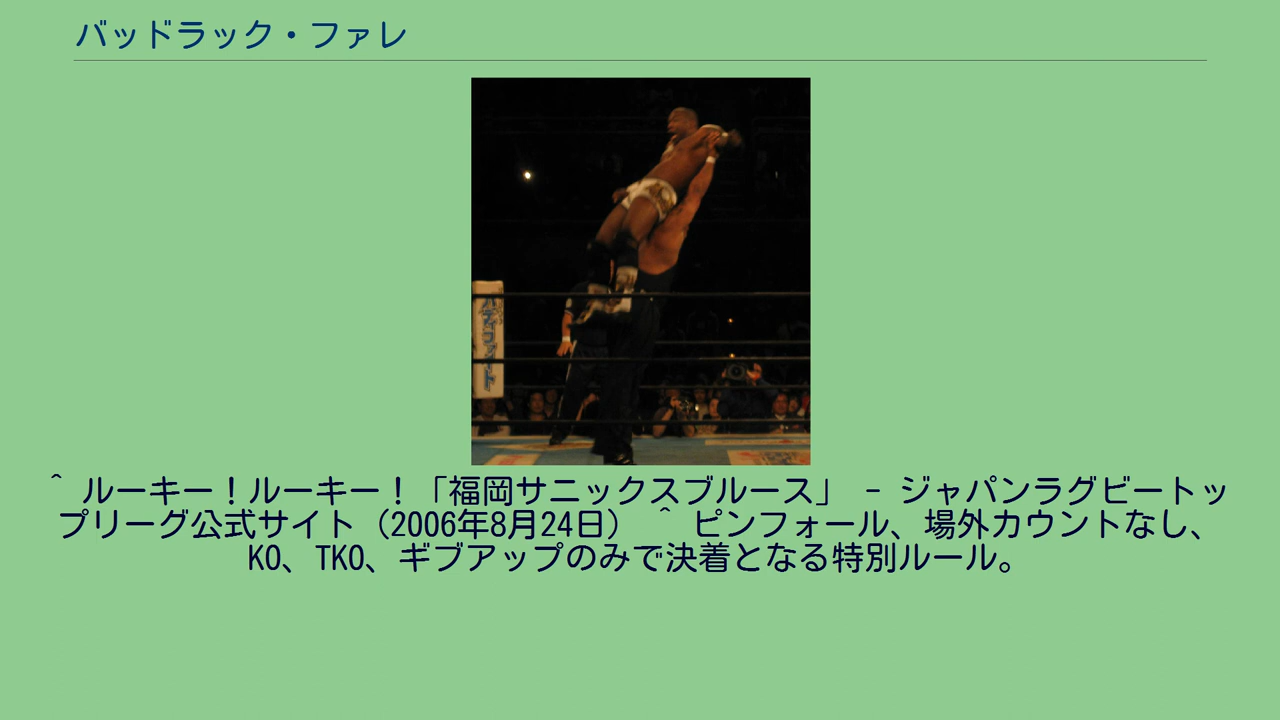 バッドラック・ファレ
^ ルーキー！ルーキー！「福岡サニックスブルース」 - ジャパンラグビートッ
プリーグ公式サイト（2006年8月24日） ^ ピンフォール、場外カウントなし、
KO、TKO、ギブアップのみで決着となる特別ルール。